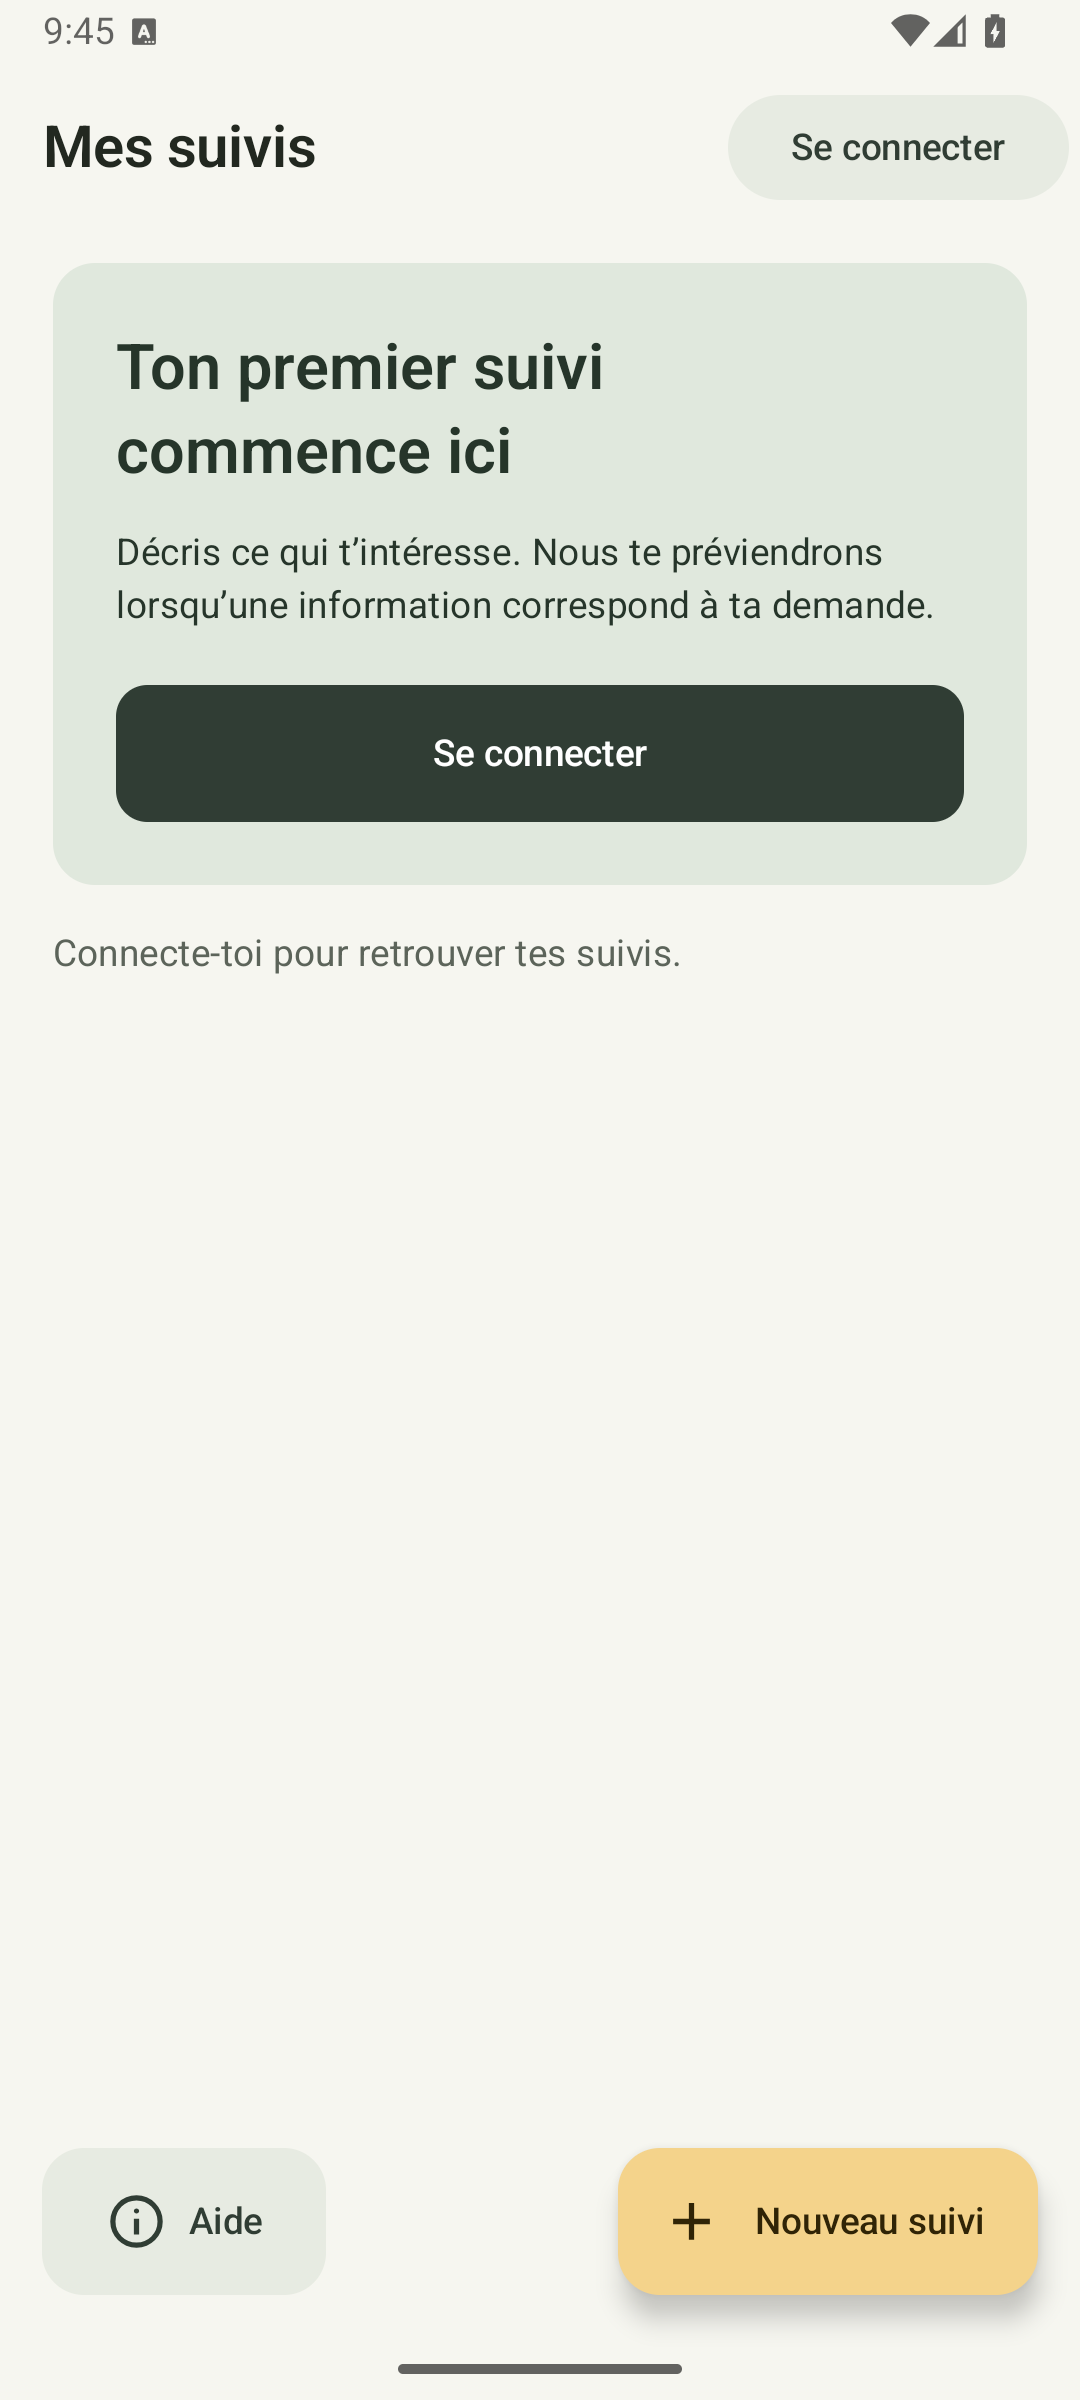 9:45
Mes suivis
Se connecter
Ton premier suivi
commence ici
Décris ce qui t’intéresse. Nous te préviendrons
lorsqu’une information correspond à ta demande.
Se connecter
Connecte-toi pour retrouver tes suivis.
Aide
Nouveau suivi